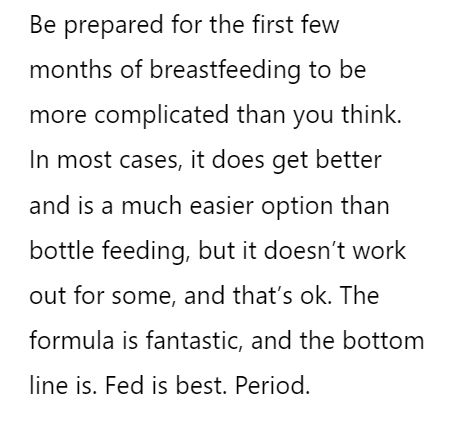 Be prepared for the first few
months of breastfeeding to be
more complicated than you think.
In most cases, it does get better
and is a much easier option than
bottle feeding, but it doesn’t work
out for some, and that’s ok. The
formula is fantastic, and the bottom
line is. Fed is best. Period.